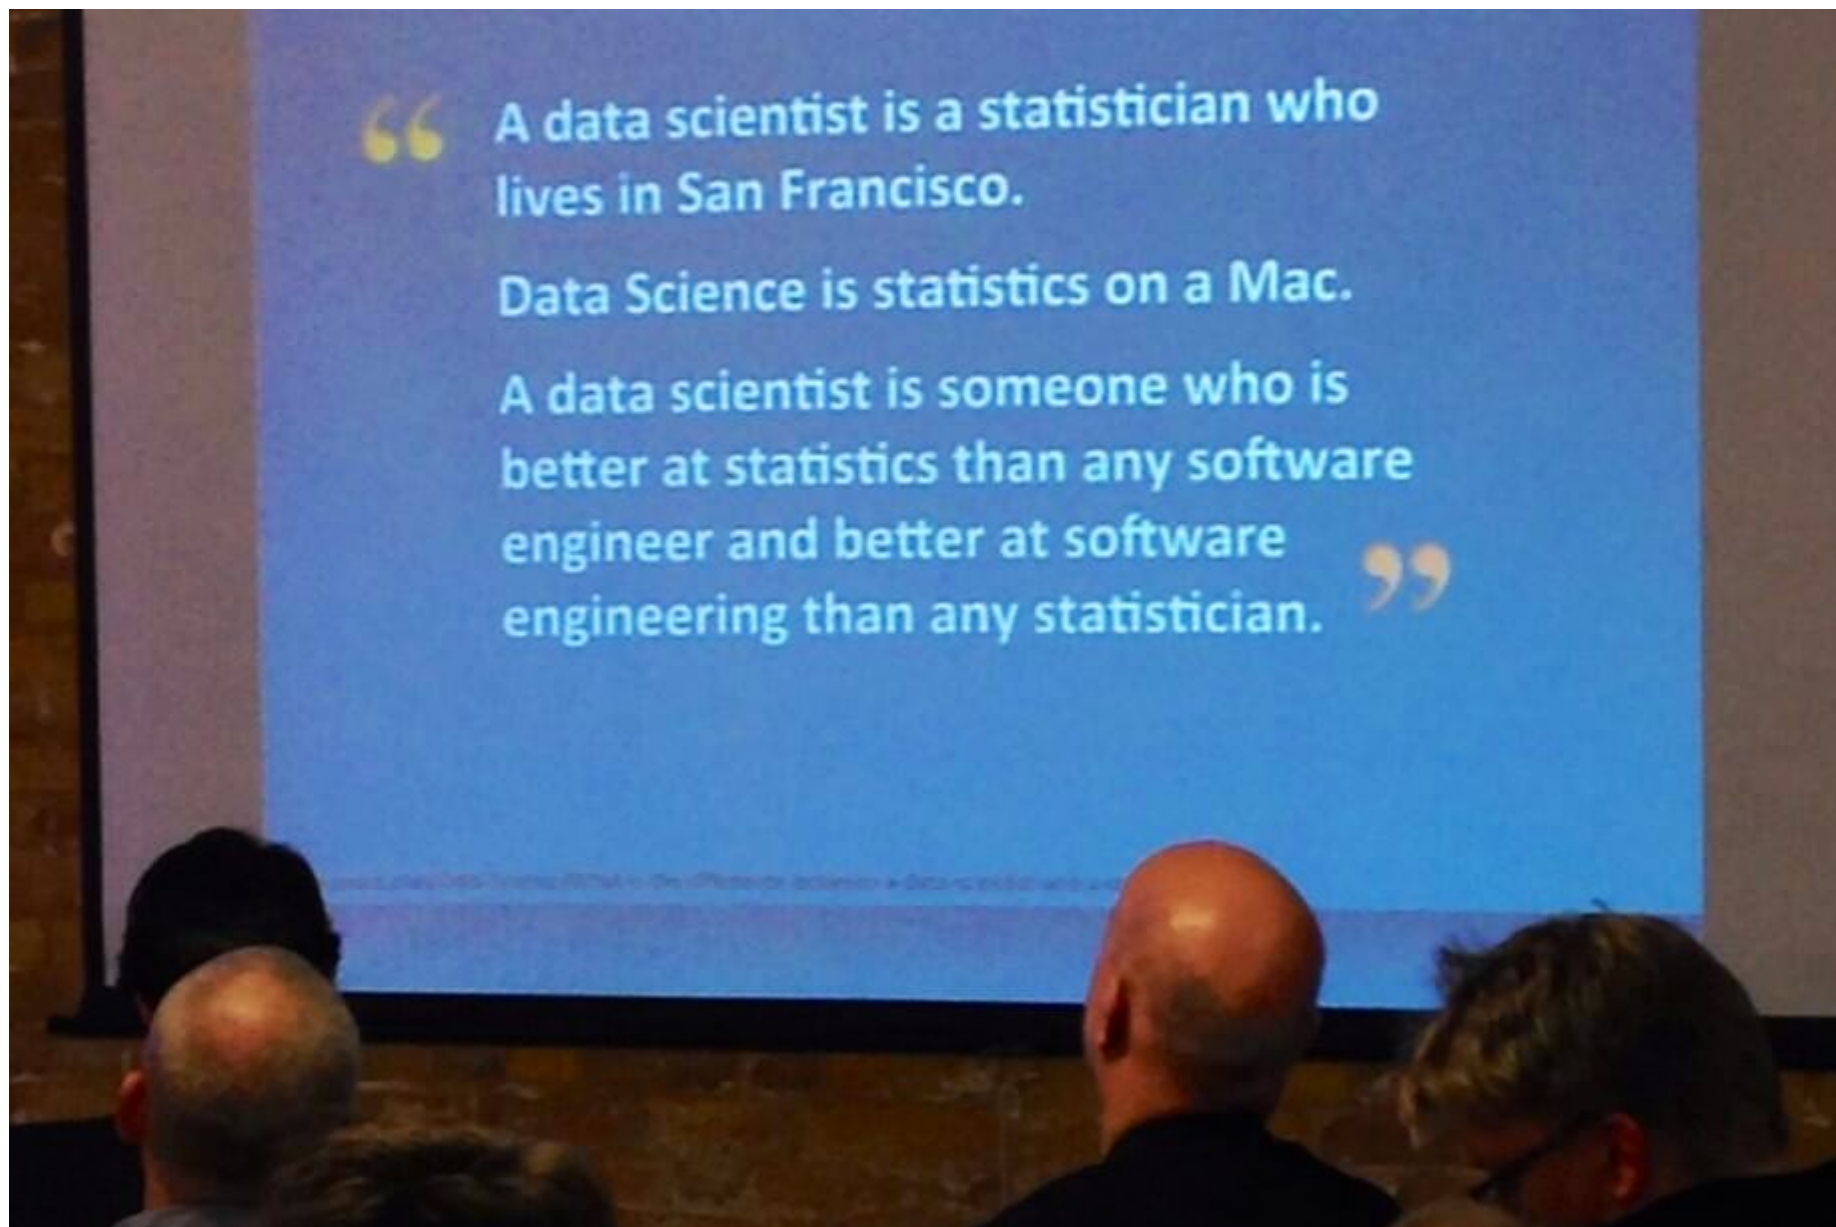 “ A data scientist is a statistician who
lives in San Francisco.
Data Science is statistics on a Mac.
A data scientist is someone who is
better at statistics than any software
engineer and better at software
engineering than any statistician. ”